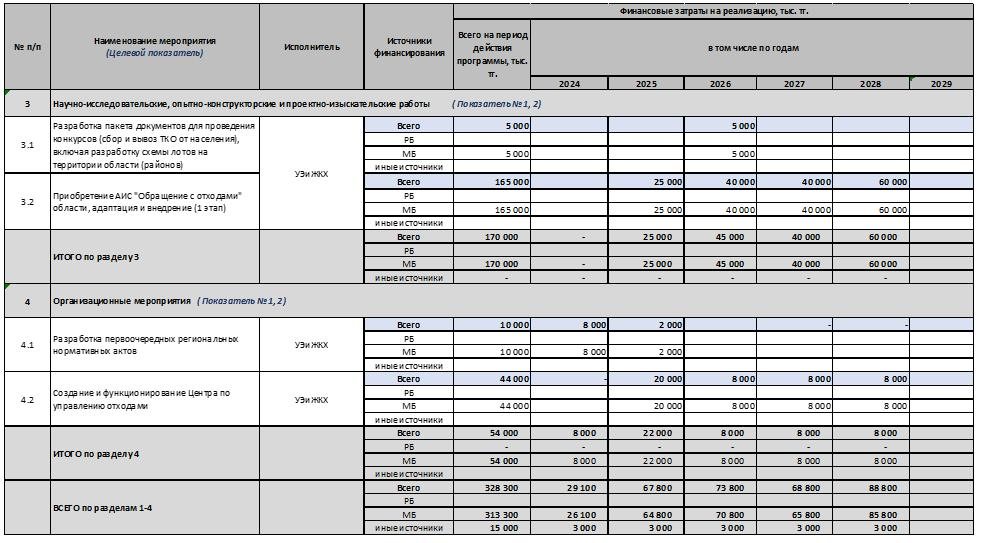 Финансовые затраты на реализацию, тыс. тг.
№ п/п Наименование мероприятия (Целевой показатель) Исполнитель Источники финансирования Всего на период действия программы, тыс. тг. в том числе по годам
2024 2025 2026 2027 2028 2029
3 Научно-исследовательские, опытно-конструкторские и проектно-изыскательские работы (Показатель №1, 2)
3.1 Разработка пакета документов для проведения конкурсов (сбор и вывоз ТКО от населения), включая разработку схемы лотов на территории области (районов) УЭиЖКХ
Всего 5 000 5 000
РБ
МБ 5 000 5 000
иные источники
3.2 Приобретение АИС "Обращение с отходами" области, адаптация и внедрение (1 этап)
Всего 165 000 25 000 40 000 40 000 60 000
РБ
МБ 165 000 25 000 40 000 40 000 60 000
иные источники
ИТОГО по разделу 3
Всего 170 000 - 25 000 45 000 40 000 60 000
РБ
МБ 170 000 - 25 000 45 000 40 000 60 000
иные источники - - - - - -
4 Организационные мероприятия (Показатель №1, 2)
4.1 Разработка первоочередных региональных нормативных актов УЭиЖКХ
Всего 10 000 8 000 2 000 - -
РБ
МБ 10 000 8 000 2 000
иные источники
4.2 Создание и функционирование Центра по управлению отходами УЭиЖКХ
Всего 44 000 - 20 000 8 000 8 000 8 000
РБ
МБ 44 000 20 000 8 000 8 000 8 000
иные источники
ИТОГО по разделу 4
Всего 54 000 8 000 22 000 8 000 8 000 8 000
РБ - - - - - -
МБ 54 000 8 000 22 000 8 000 8 000 8 000
иные источники
ВСЕГО по разделам 1-4
Всего 328 300 29 100 67 800 73 800 68 800 88 800
РБ
МБ 313 300 26 100 64 800 70 800 65 800 85 800
иные источники 15 000 3 000 3 000 3 000 3 000 3 000